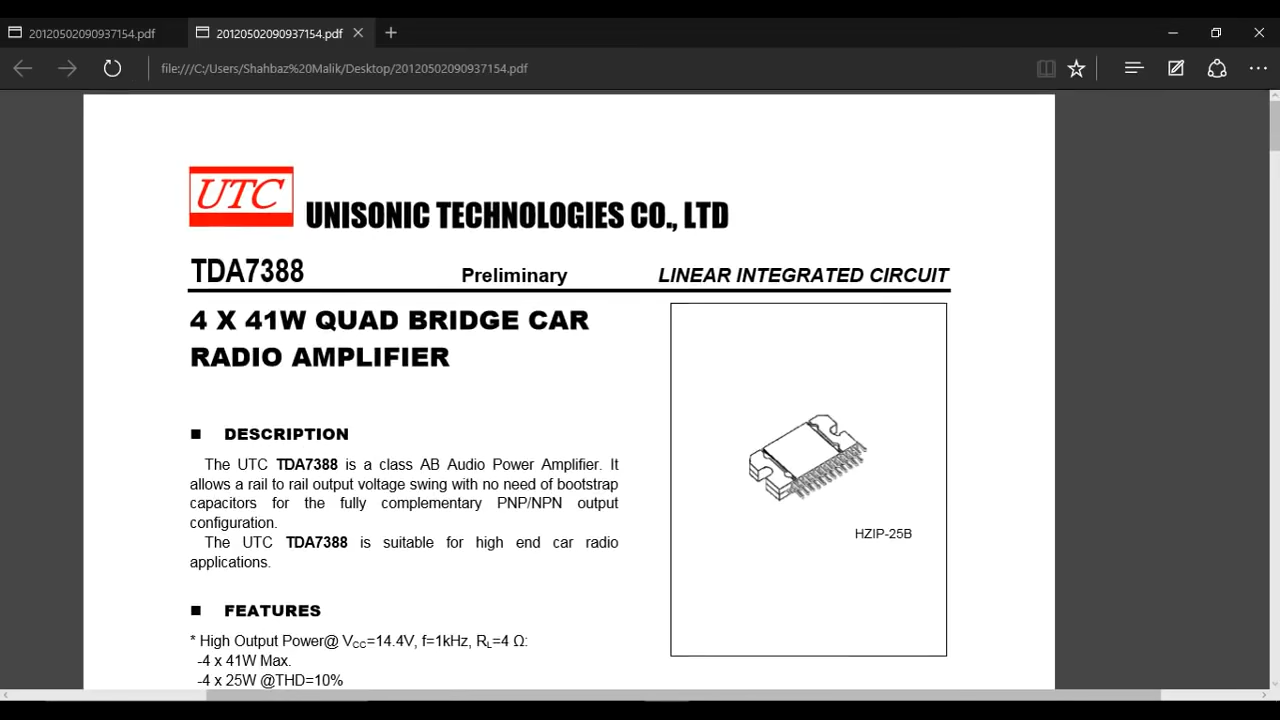 20120502090937154.pdf
20120502090937154.pdf
file:///C:/Users/Shahbaz%20Malik/Desktop/20120502090937154.pdf
UTC
UNISONIC TECHNOLOGIES CO., LTD
TDA7388 Preliminary LINEAR INTEGRATED CIRCUIT
4 X 41W QUAD BRIDGE CAR
RADIO AMPLIFIER
■ DESCRIPTION
The UTC TDA7388 is a class AB Audio Power Amplifier. It
allows a rail to rail output voltage swing with no need of bootstrap
capacitors for the fully complementary PNP/NPN output
configuration.
The UTC TDA7388 is suitable for high end car radio
applications.
■ FEATURES
* High Output Power@ VCC=14.4V, f=1kHz, RL=4 Ω:
-4 x 41W Max.
-4 x 25W @THD=10%
HZIP-25B